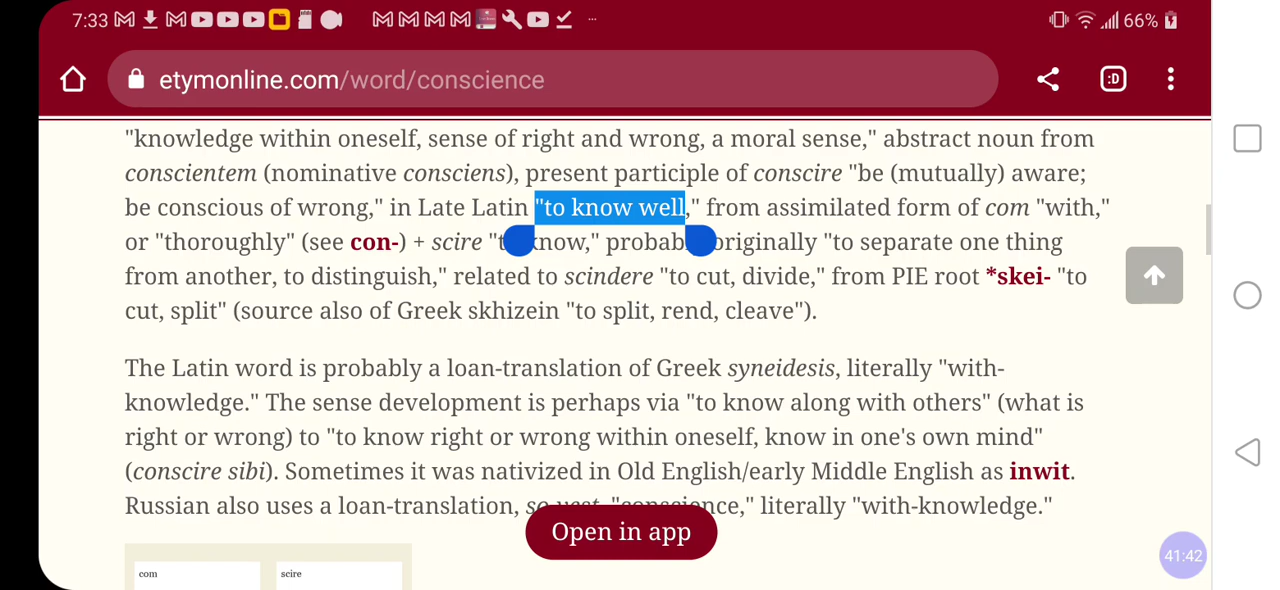 7:33 66%
etymonline.com/word/conscience :D
"knowledge within oneself, sense of right and wrong, a moral sense," abstract noun from
conscientem (nominative consciens), present participle of conscire "be (mutually) aware;
be conscious of wrong," in Late Latin "to know well," from assimilated form of com "with,"
or "thoroughly" (see con-) + scire "to know," probably originally "to separate one thing
from another, to distinguish," related to scindere "to cut, divide," from PIE root *skei- "to
cut, split" (source also of Greek skhizein "to split, rend, cleave").
The Latin word is probably a loan-translation of Greek syneidesis, literally "with-
knowledge." The sense development is perhaps via "to know along with others" (what is
right or wrong) to "to know right or wrong within oneself, know in one's own mind"
(conscire sibi). Sometimes it was nativized in Old English/early Middle English as inwit.
Russian also uses a loan-translation, so-vest, "conscience," literally "with-knowledge."
Open in app
41:42
com scire